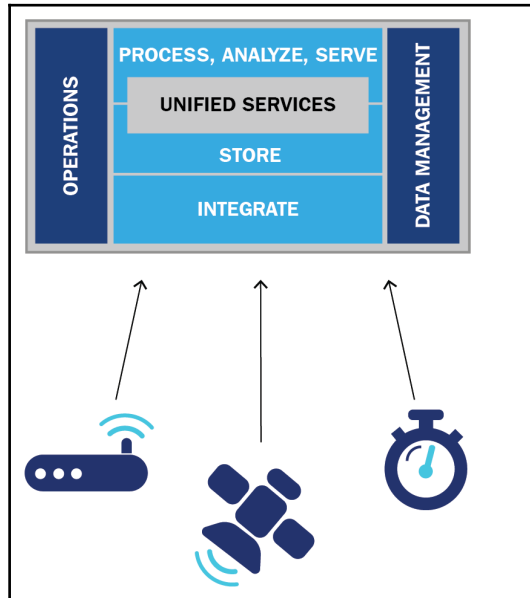 OPERATIONS
PROCESS, ANALYZE, SERVE
UNIFIED SERVICES
STORE
INTEGRATE
DATA MANAGEMENT